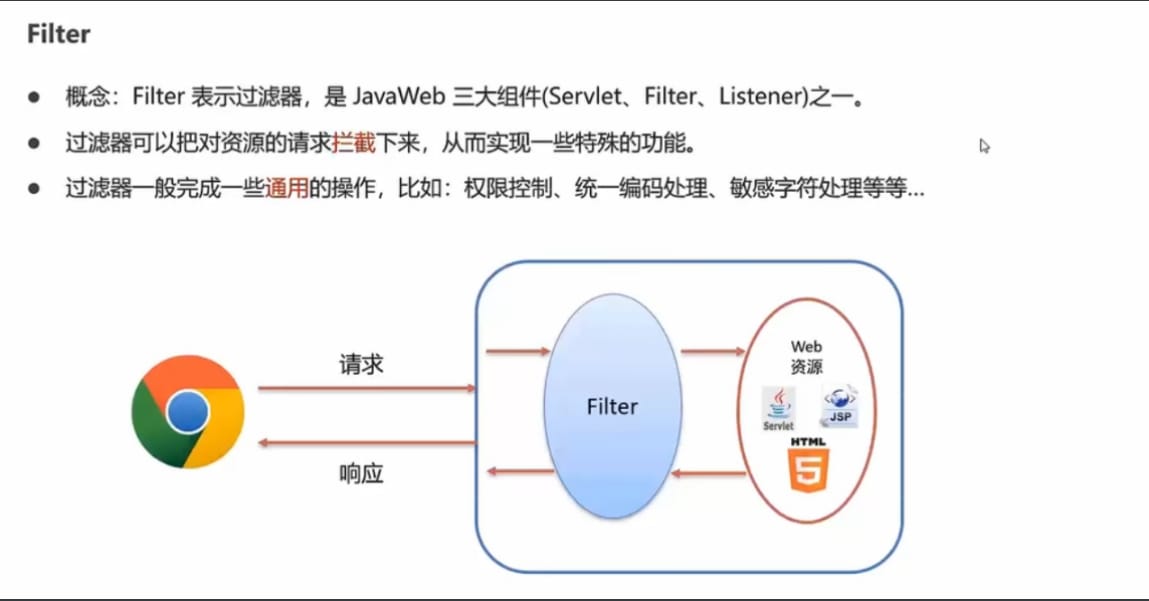 Filter
● 概念：Filter 表示过滤器，是 JavaWeb 三大组件(Servlet、Filter、Listener)之一。
● 过滤器可以把对资源的请求拦截下来，从而实现一些特殊的功能。
● 过滤器一般完成一些通用的操作，比如：权限控制、统一编码处理、敏感字符处理等等...
请求
响应
Filter
Web
资源
Servlet
JSP
HTML
5